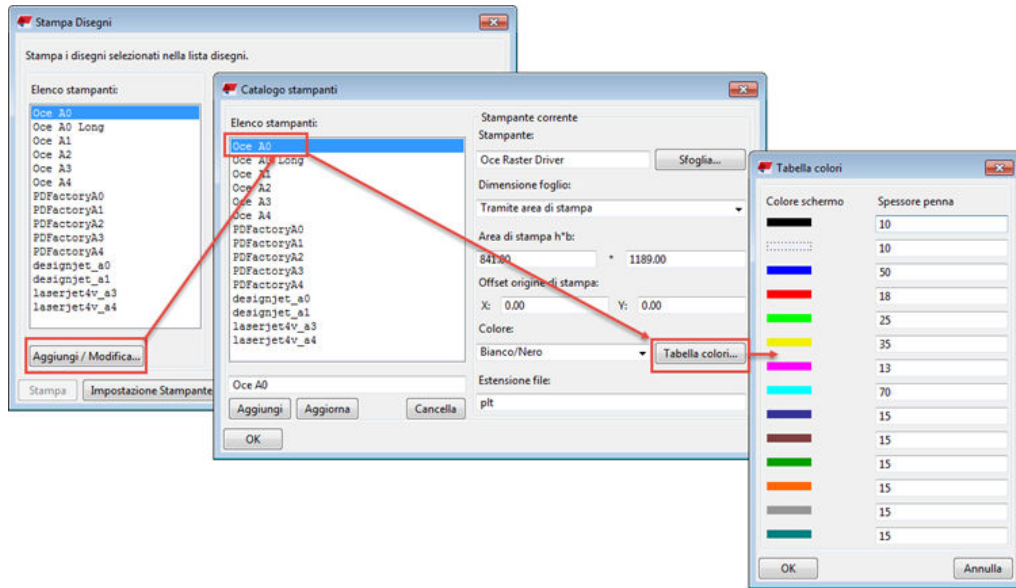 Stampa Disegni
Stampa i disegni selezionati nella lista disegni.
Elenco stampanti:
Oce A0
Oce A0 Long
Oce A1
Oce A2
Oce A3
Oce A4
PDFactoryA0
PDFactoryA1
PDFactoryA2
PDFactoryA3
PDFactoryA4
designjet_a0
designjet_a1
laserjet4v_a3
laserjet4v_a4
Aggiungi / Modifica...
Stampa
Impostazione Stampante
Catalogo stampanti
Elenco stampanti:
Oce A0
Oce A0 Long
Oce A1
Oce A2
Oce A3
Oce A4
PDFactoryA0
PDFactoryA1
PDFactoryA2
PDFactoryA3
PDFactoryA4
designjet_a0
designjet_a1
laserjet4v_a3
laserjet4v_a4
Oce A0
Aggiungi
Aggiorna
Cancella
OK
Stampante corrente
Stampante:
Oce Raster Driver
Sfoglia...
Dimensione foglio:
Tramite area di stampa
Area di stampa h*b:
841.00 * 1189.00
Offset origine di stampa:
X: 0.00 Y: 0.00
Colore:
Bianco/Nero
Tabella colori...
Estensione file:
plt
Tabella colori
Colore schermo Spessore penna
10
10
50
18
25
35
13
70
15
15
15
15
15
15
OK
Annulla